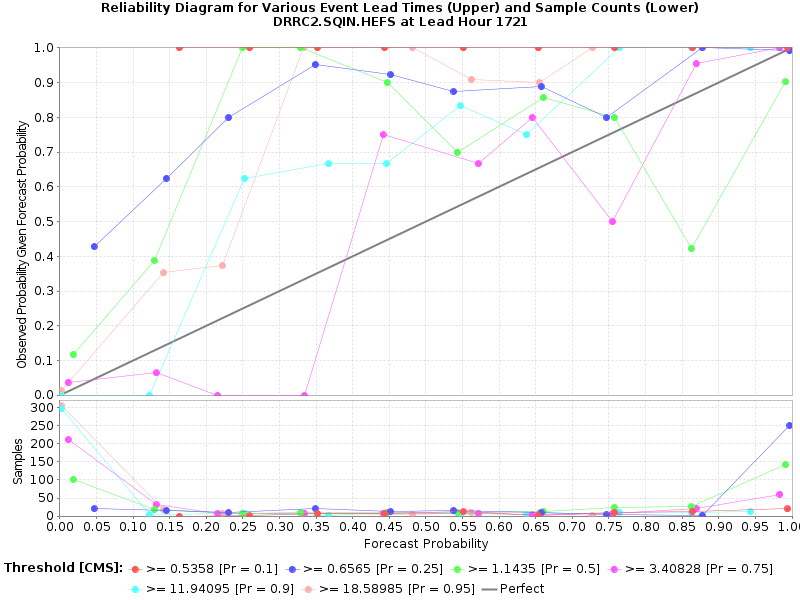 Reliability Diagram for Various Event Lead Times (Upper) and Sample Counts (Lower)
DRRC2.SQIN.HEFS at Lead Hour 1721
Observed Probability Given Forecast Probability
1.0
0.9
0.8
0.7
0.6
0.5
0.4
0.3
0.2
0.1
0.0
Samples
300
250
200
150
100
50
0
0.00 0.05 0.10 0.15 0.20 0.25 0.30 0.35 0.40 0.45 0.50 0.55 0.60 0.65 0.70 0.75 0.80 0.85 0.90 0.95 1.00
Forecast Probability
Threshold [CMS]: >= 0.5358 [Pr = 0.1] >= 0.6565 [Pr = 0.25] >= 1.1435 [Pr = 0.5] >= 3.40828 [Pr = 0.75]
>= 11.94095 [Pr = 0.9] >= 18.58985 [Pr = 0.95] Perfect